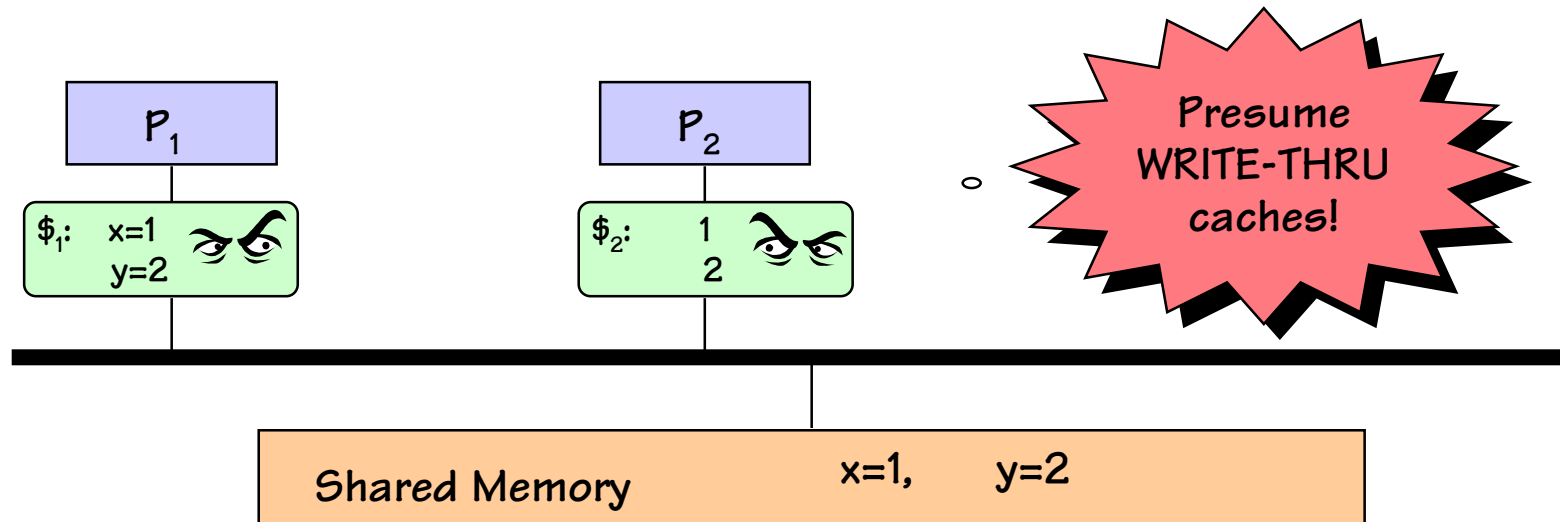 P₁
P₂
Presume
WRITE-THRU
caches!
$₁: x=1
y=2
$₂: 1
2
Shared Memory x=1, y=2